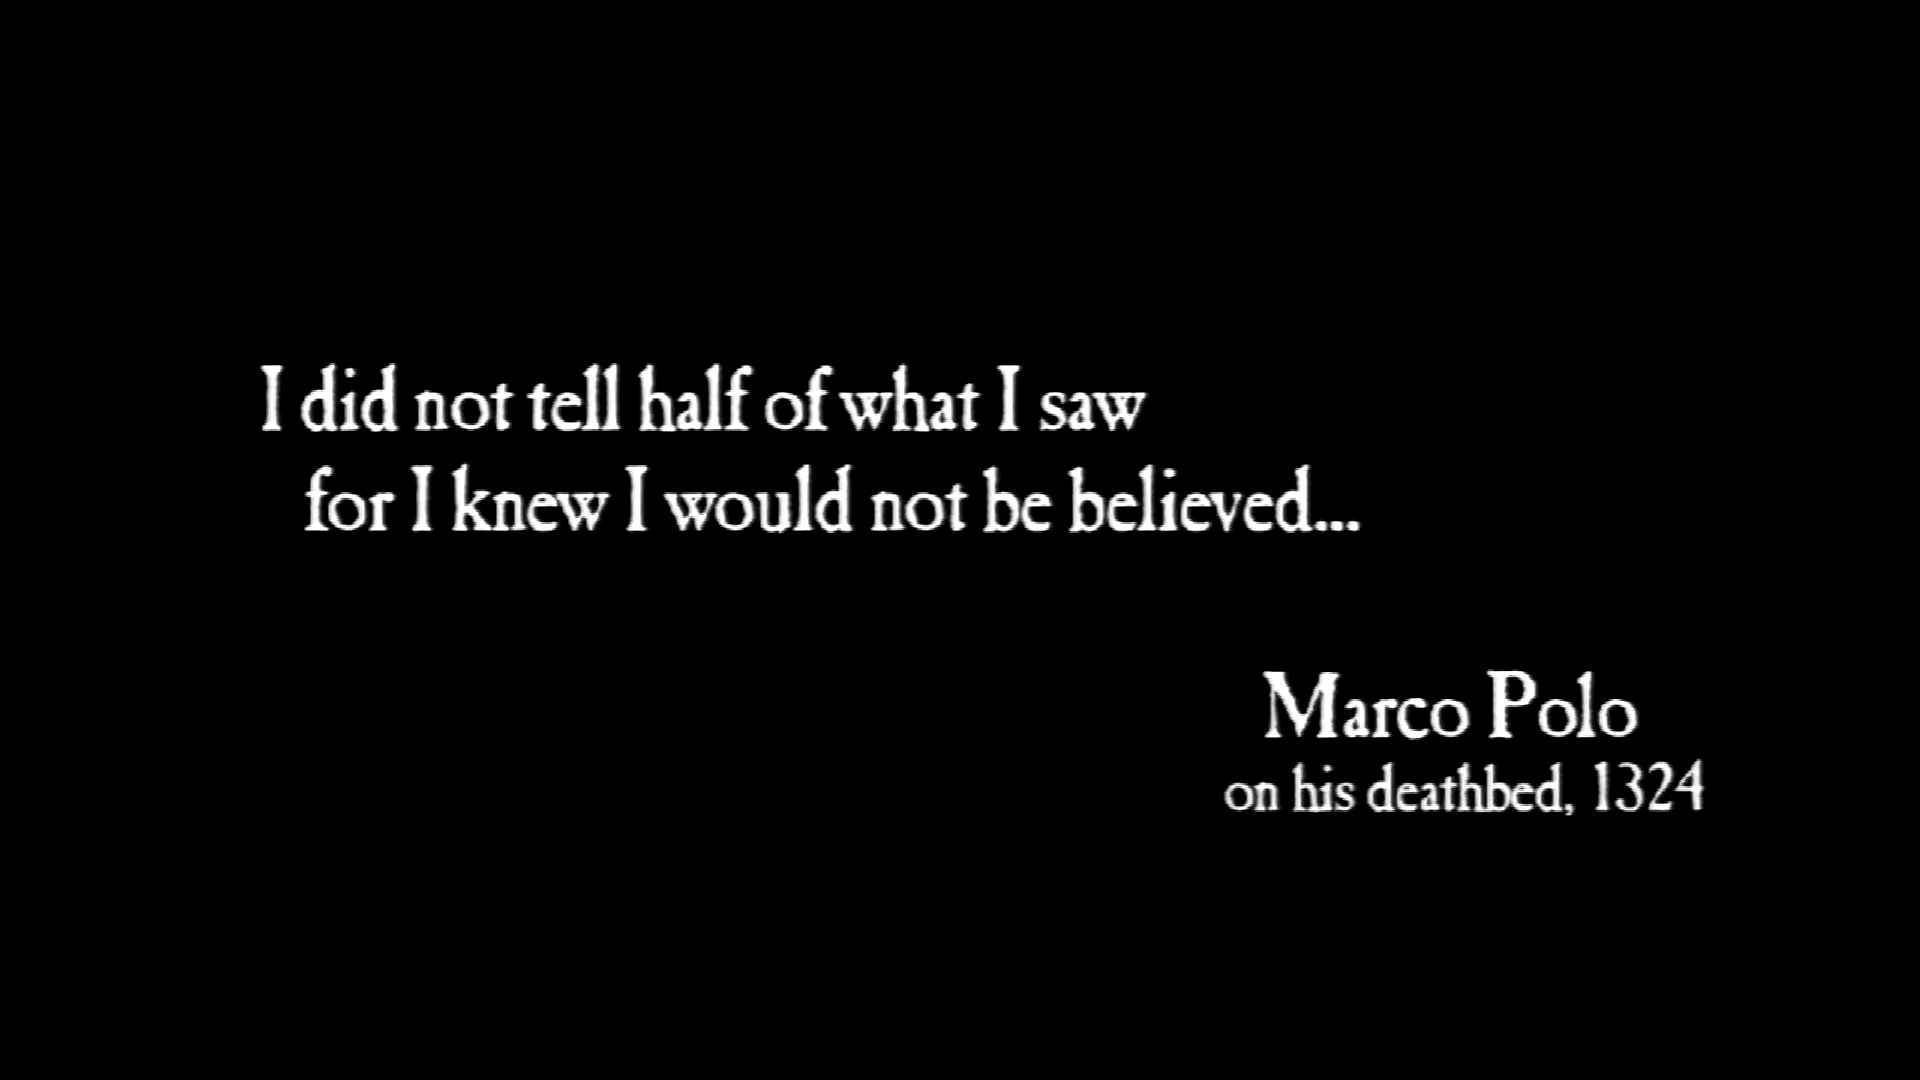 I did not tell half of what I saw
for I knew I would not be believed...
Marco Polo
on his deathbed, 1324